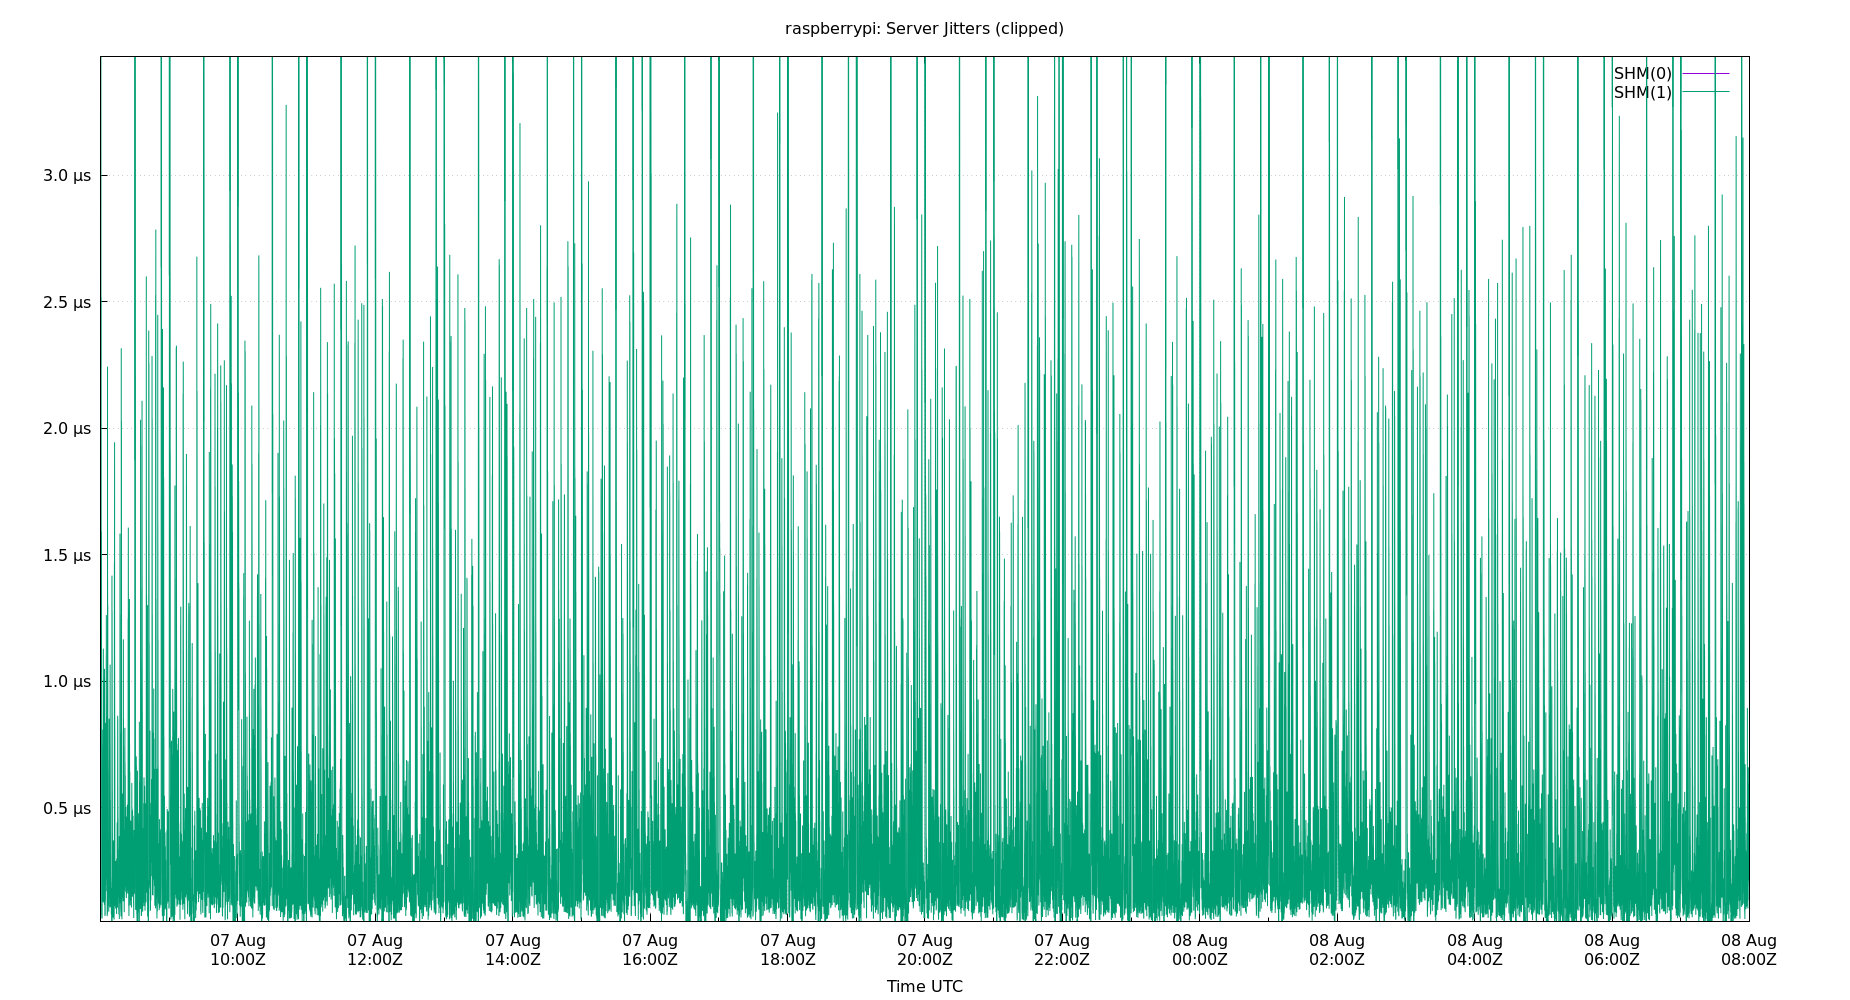 raspberrypi: Server Jitters (clipped)
SHM(0)
SHM(1)
3.0 µs
2.5 µs
2.0 µs
1.5 µs
1.0 µs
0.5 µs
07 Aug 07 Aug 07 Aug 07 Aug 07 Aug 07 Aug 07 Aug 08 Aug 08 Aug 08 Aug 08 Aug 08 Aug
10:00Z 12:00Z 14:00Z 16:00Z 18:00Z 20:00Z 22:00Z 00:00Z 02:00Z 04:00Z 06:00Z 08:00Z
Time UTC